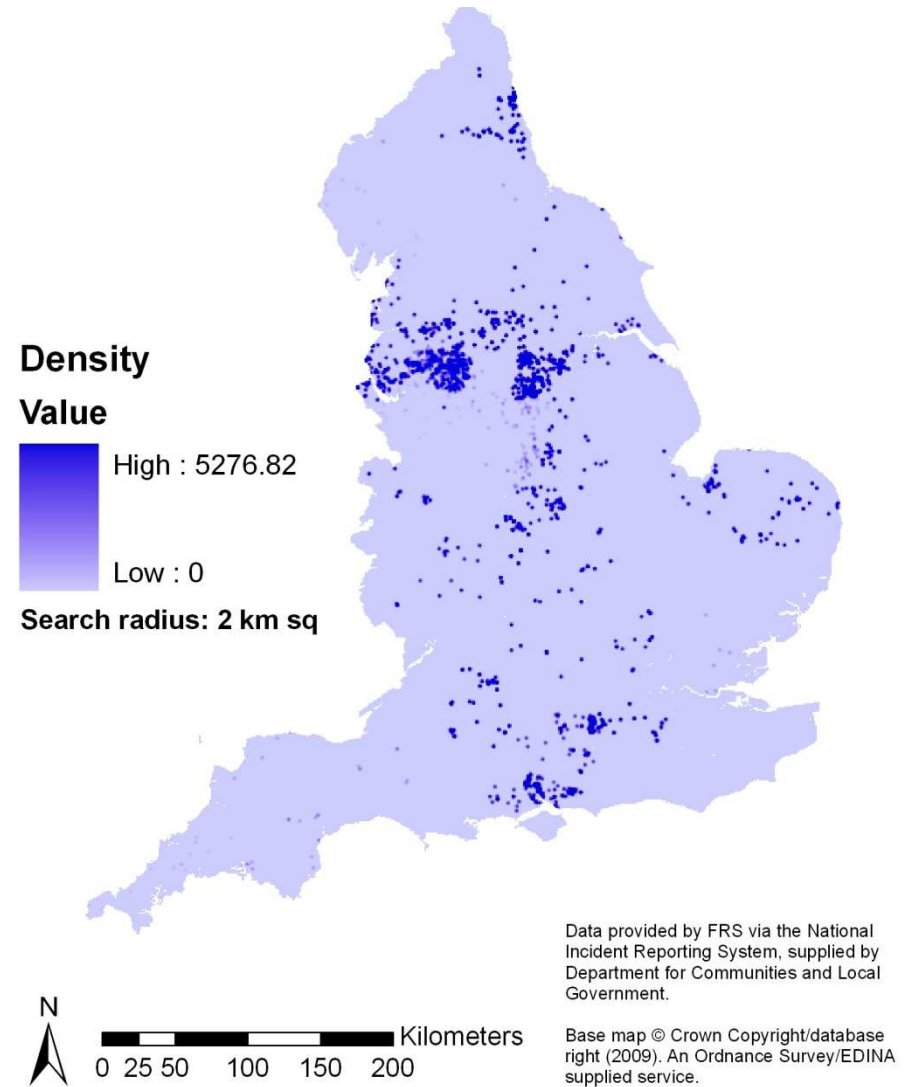 Density
Value
High : 5276.82
Low : 0
Search radius: 2 km sq
Data provided by FRS via the National
Incident Reporting System, supplied by
Department for Communities and Local
Government.
N
Kilometers
0 25 50 100 150 200
Base map © Crown Copyright/database
right (2009). An Ordnance Survey/EDINA
supplied service.